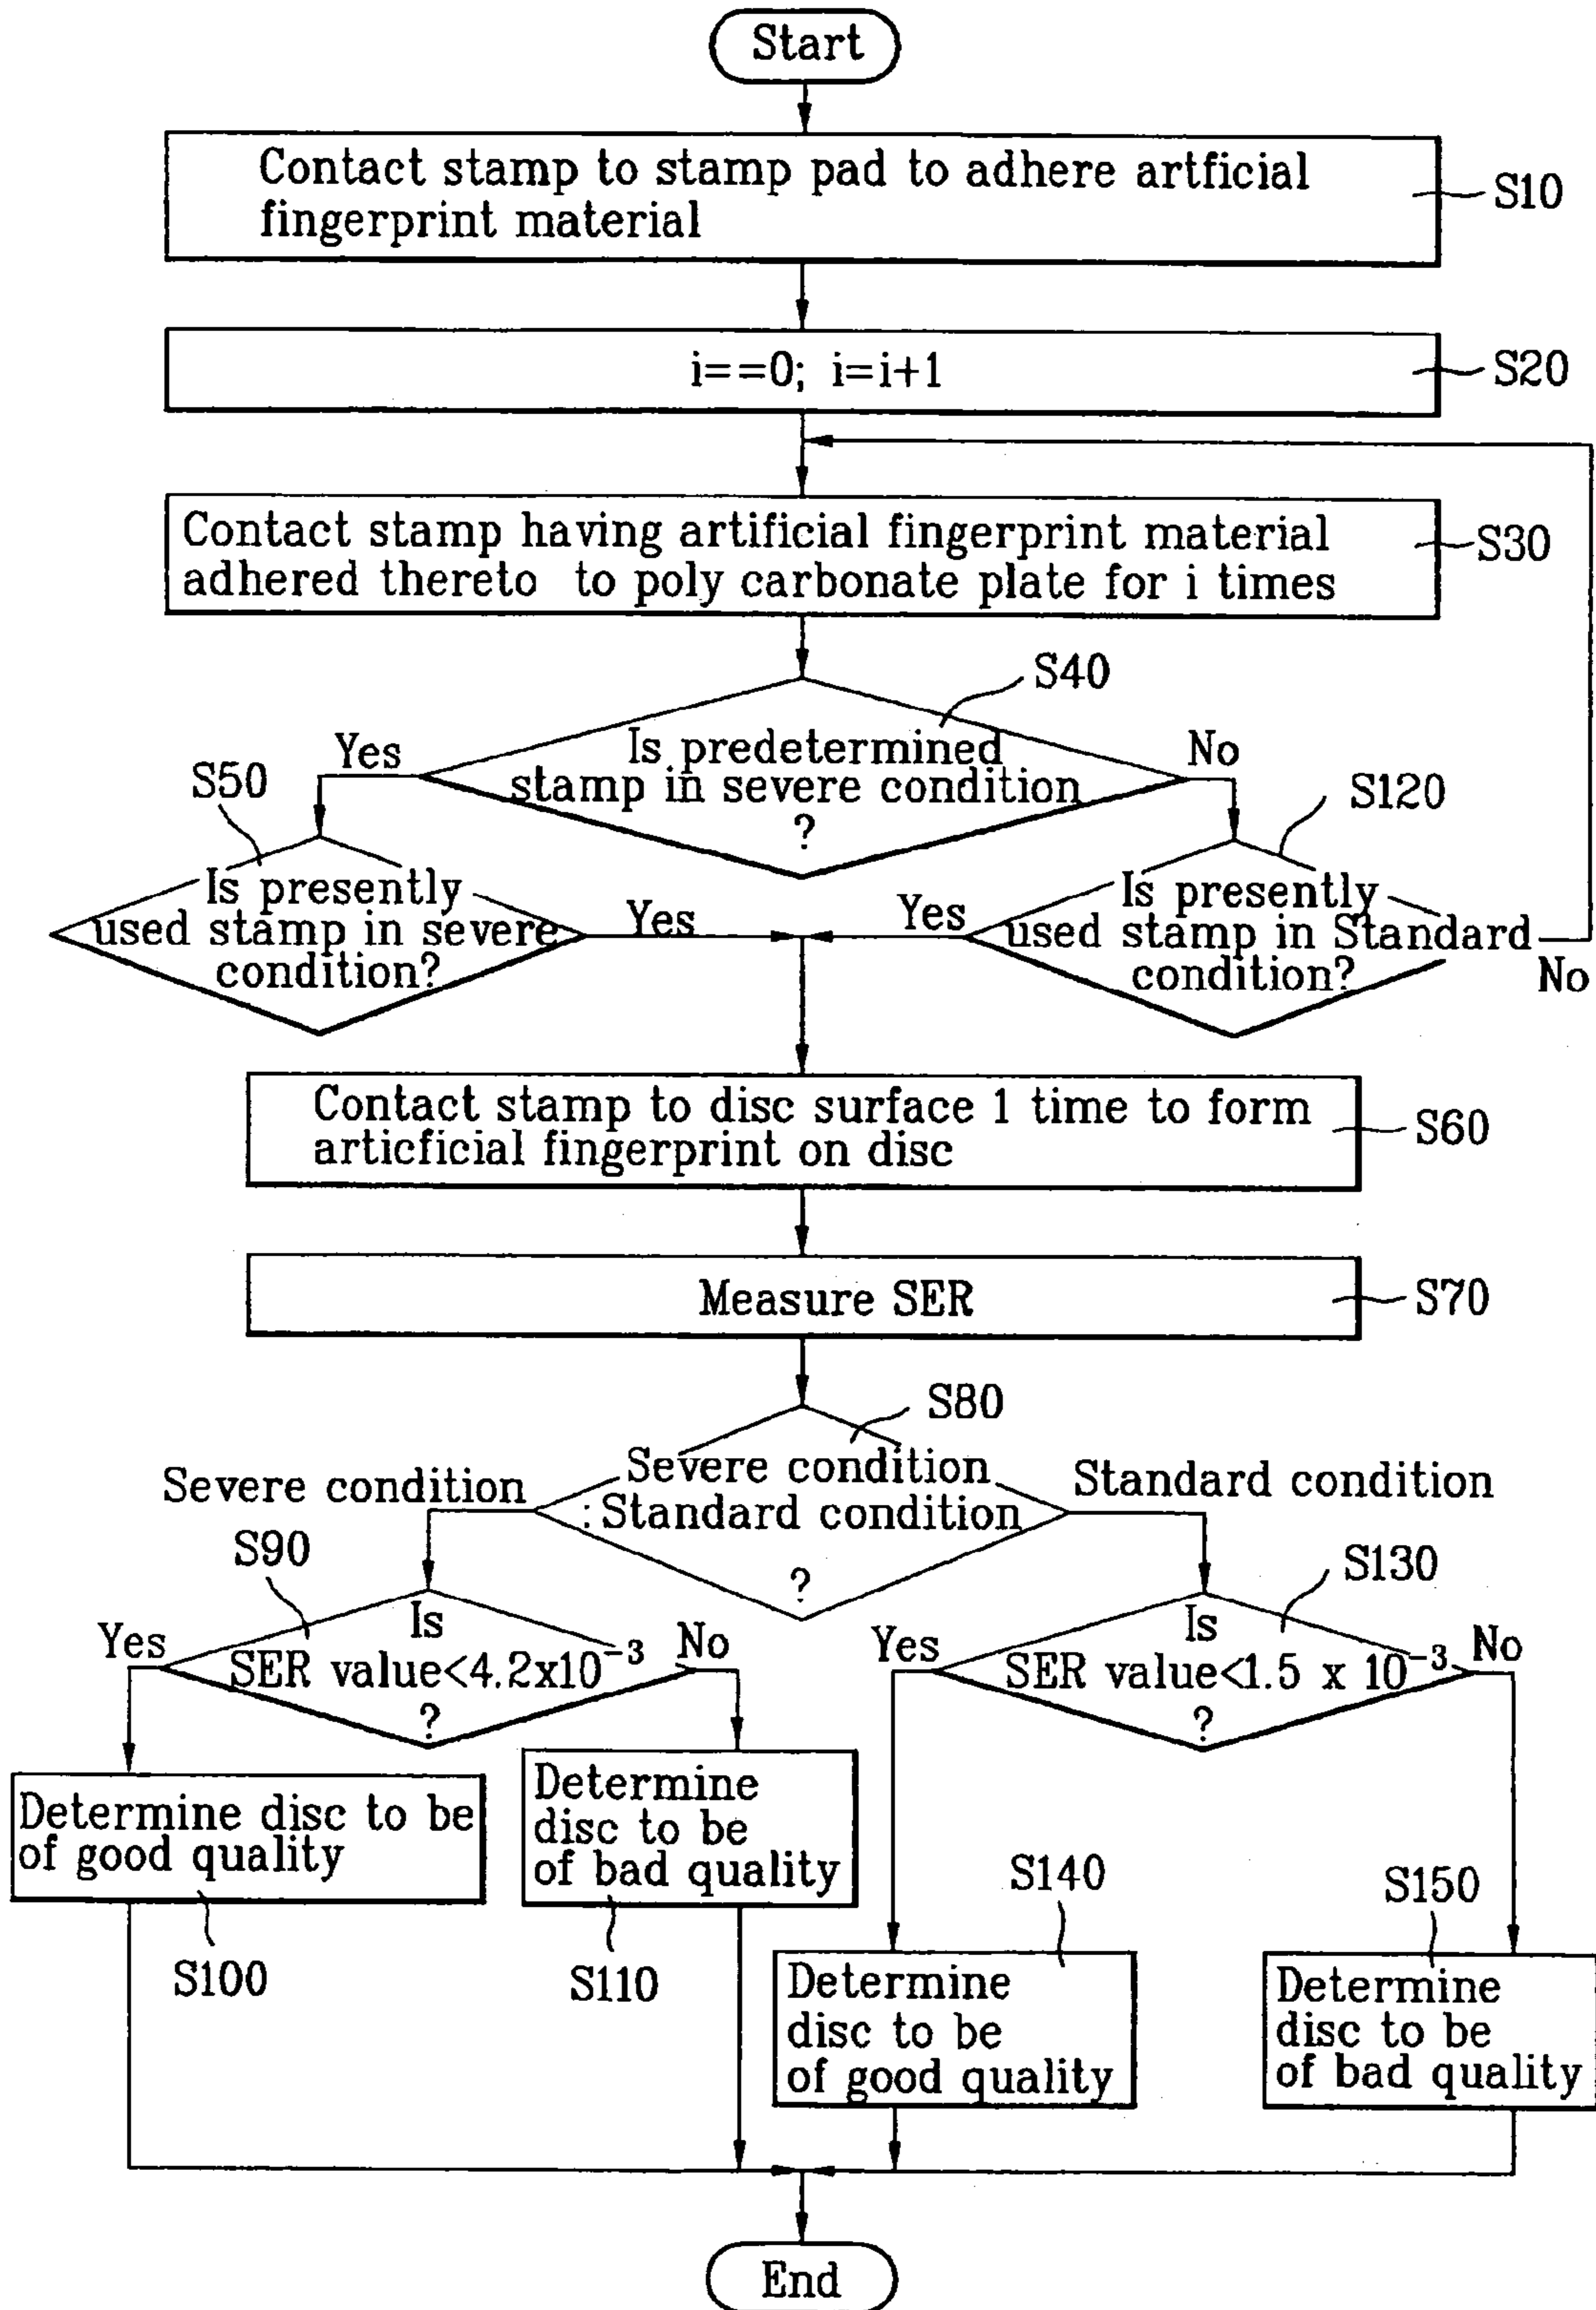 Start
Contact stamp to stamp pad to adhere artficial
fingerprint material
S10
i==0; i=i+1
S20
Contact stamp having artificial fingerprint material
adhered thereto to poly carbonate plate for i times
S30
S40
Is predetermined
stamp in severe condition
?
Yes
No
S50
Is presently
used stamp in severe
condition?
Yes
S120
Is presently
used stamp in Standard
condition?
Yes
No
Contact stamp to disc surface 1 time to form
articficial fingerprint on disc
S60
Measure SER
S70
S80
Severe condition
:Standard condition
?
Severe condition
Standard condition
S90
Is
SER value<4.2x10⁻³
?
Yes
No
S130
Is
SER value<1.5 x 10⁻³
?
Yes
No
Determine disc to be
of good quality
S100
Determine
disc to be
of bad quality
S110
S140
Determine
disc to be
of good quality
S150
Determine
disc to be
of bad quality
End